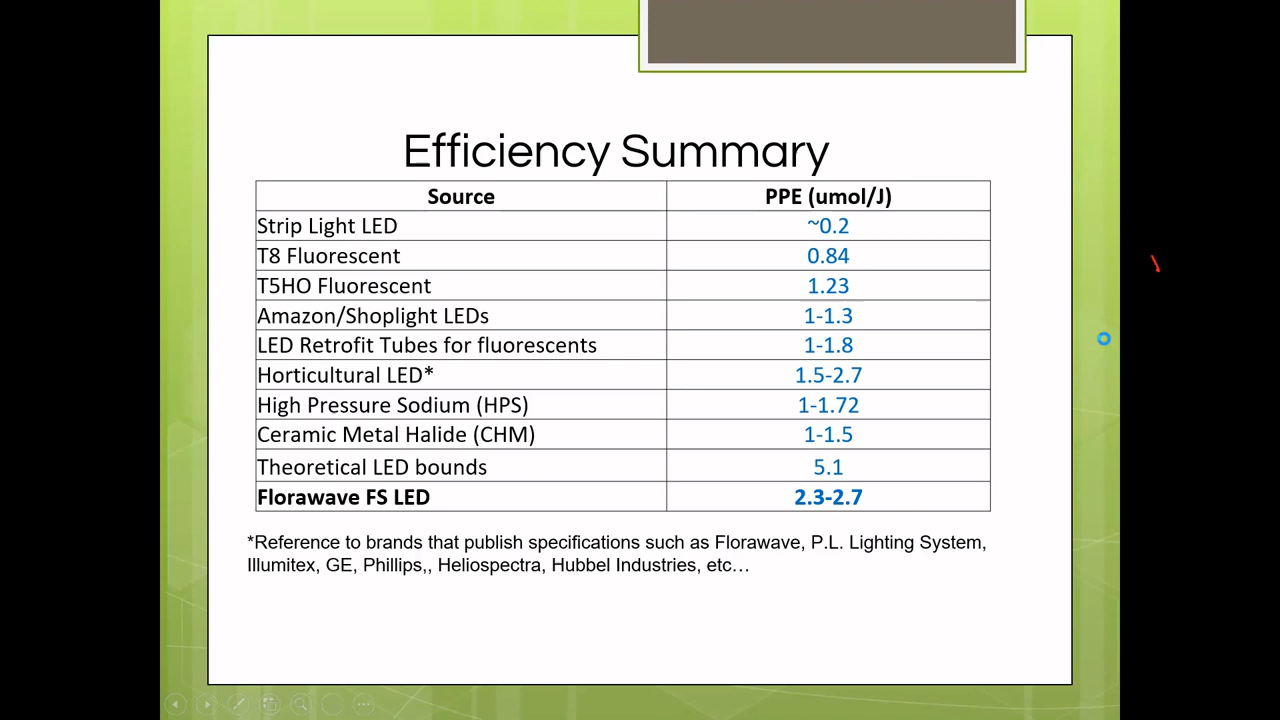 Efficiency Summary
Source PPE (umol/J)
Strip Light LED ~0.2
T8 Fluorescent 0.84
T5HO Fluorescent 1.23
Amazon/Shoplight LEDs 1-1.3
LED Retrofit Tubes for fluorescents 1-1.8
Horticultural LED* 1.5-2.7
High Pressure Sodium (HPS) 1-1.72
Ceramic Metal Halide (CHM) 1-1.5
Theoretical LED bounds 5.1
Florawave FS LED 2.3-2.7
*Reference to brands that publish specifications such as Florawave, P.L. Lighting System,
Illumitex, GE, Phillips,, Heliospectra, Hubbel Industries, etc…